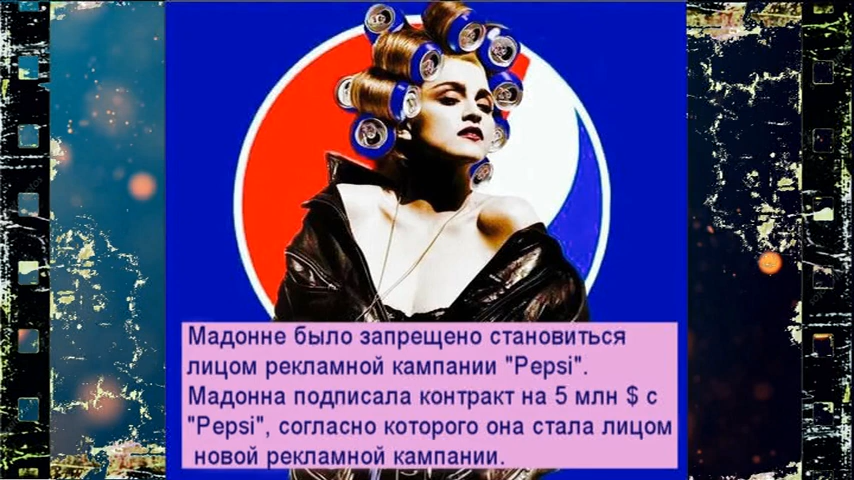 Мадонне было запрещено становиться
лицом рекламной кампании "Pepsi".
Мадонна подписала контракт на 5 млн $ с
"Pepsi", согласно которого она стала лицом
новой рекламной кампании.